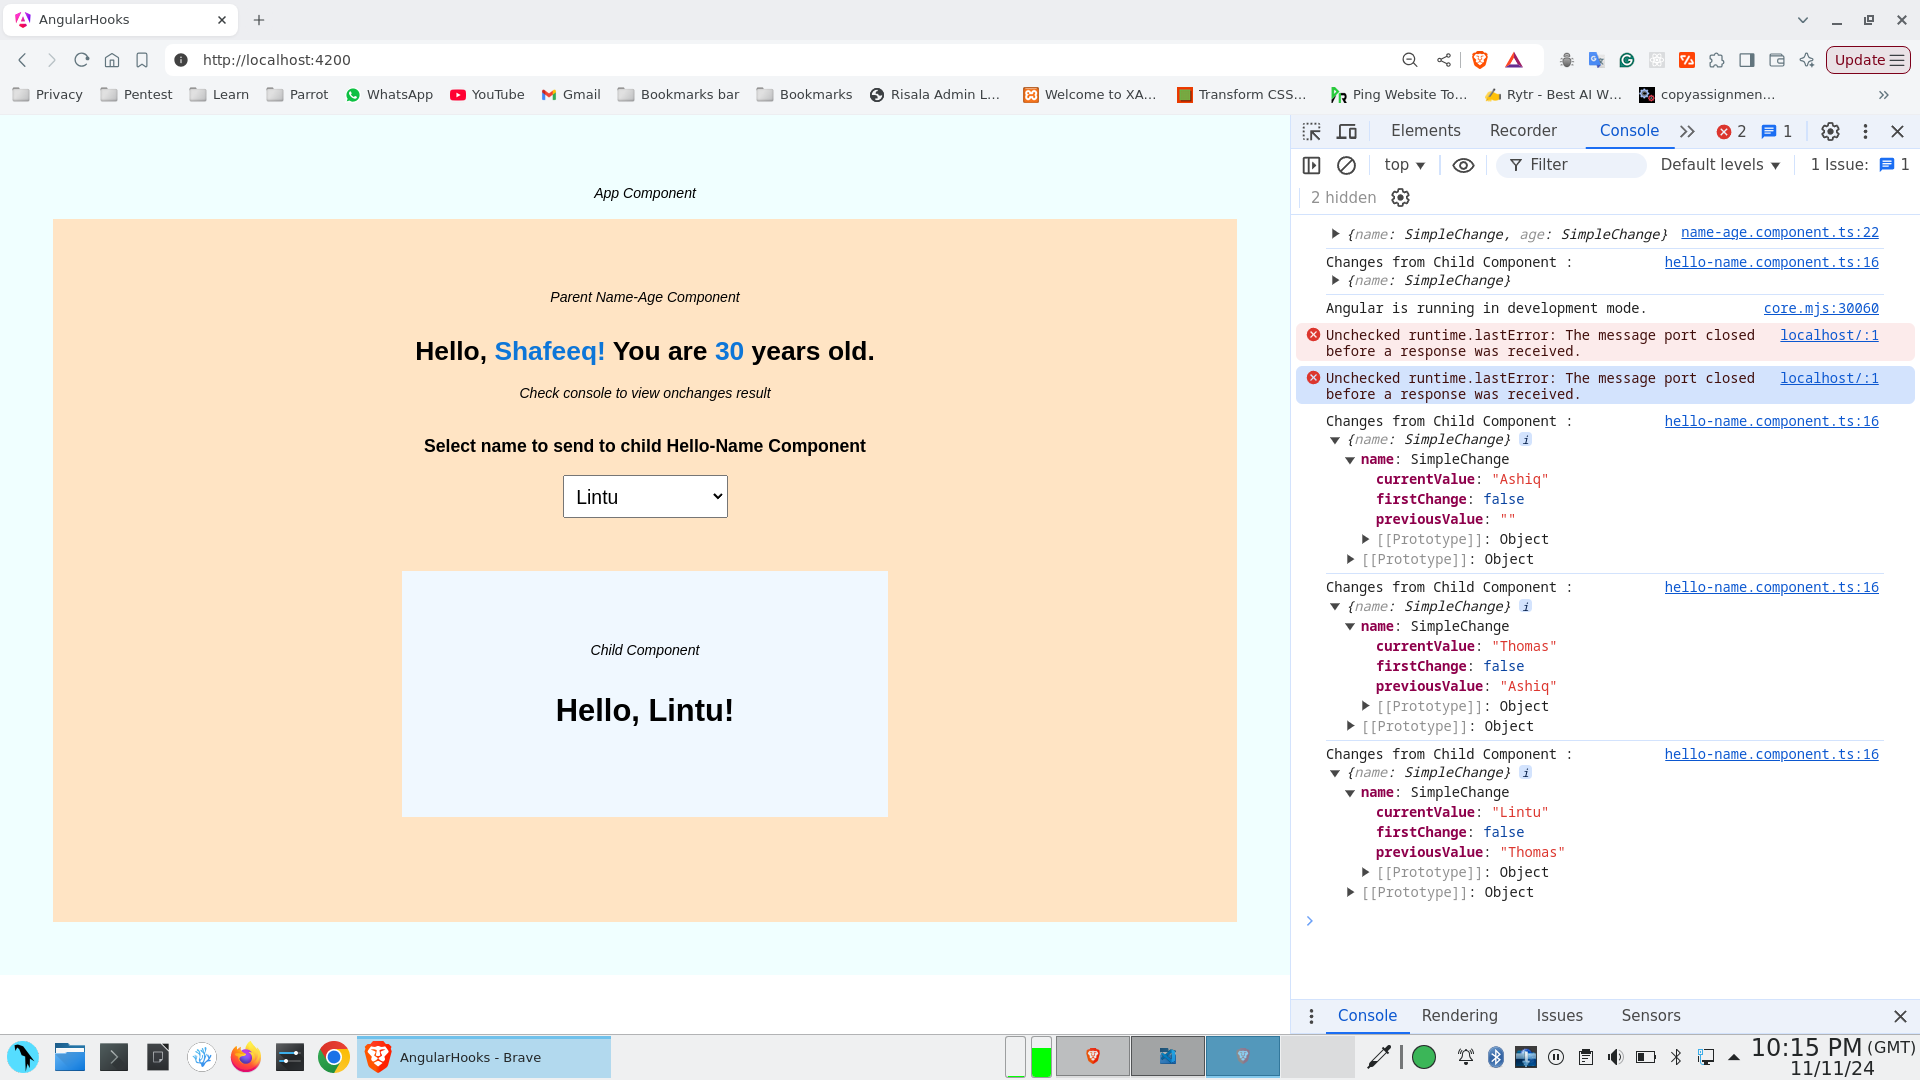 AngularHooks
http://localhost:4200
Update
Privacy
Pentest
Learn
Parrot
WhatsApp
YouTube
Gmail
Bookmarks bar
Bookmarks
Risala Admin L...
Welcome to XA...
Transform CSS...
Ping Website To...
Rytr - Best AI W...
copyassignmen...
App Component
Parent Name-Age Component
Hello, Shafeeq! You are 30 years old.
Check console to view onchanges result
Select name to send to child Hello-Name Component
Lintu
Child Component
Hello, Lintu!
Elements Recorder Console 2 1
top Filter Default levels 1 Issue: 1
2 hidden
{name: SimpleChange, age: SimpleChange} name-age.component.ts:22
Changes from Child Component : hello-name.component.ts:16
{name: SimpleChange}
Angular is running in development mode. core.mjs:30060
Unchecked runtime.lastError: The message port closed localhost/:1
before a response was received.
Unchecked runtime.lastError: The message port closed localhost/:1
before a response was received.
Changes from Child Component : hello-name.component.ts:16
{name: SimpleChange} i
name: SimpleChange
currentValue: "Ashiq"
firstChange: false
previousValue: ""
[[Prototype]]: Object
[[Prototype]]: Object
Changes from Child Component : hello-name.component.ts:16
{name: SimpleChange} i
name: SimpleChange
currentValue: "Thomas"
firstChange: false
previousValue: "Ashiq"
[[Prototype]]: Object
[[Prototype]]: Object
Changes from Child Component : hello-name.component.ts:16
{name: SimpleChange} i
name: SimpleChange
currentValue: "Lintu"
firstChange: false
previousValue: "Thomas"
[[Prototype]]: Object
[[Prototype]]: Object
Console Rendering Issues Sensors
AngularHooks - Brave
10:15 PM (GMT)
11/11/24